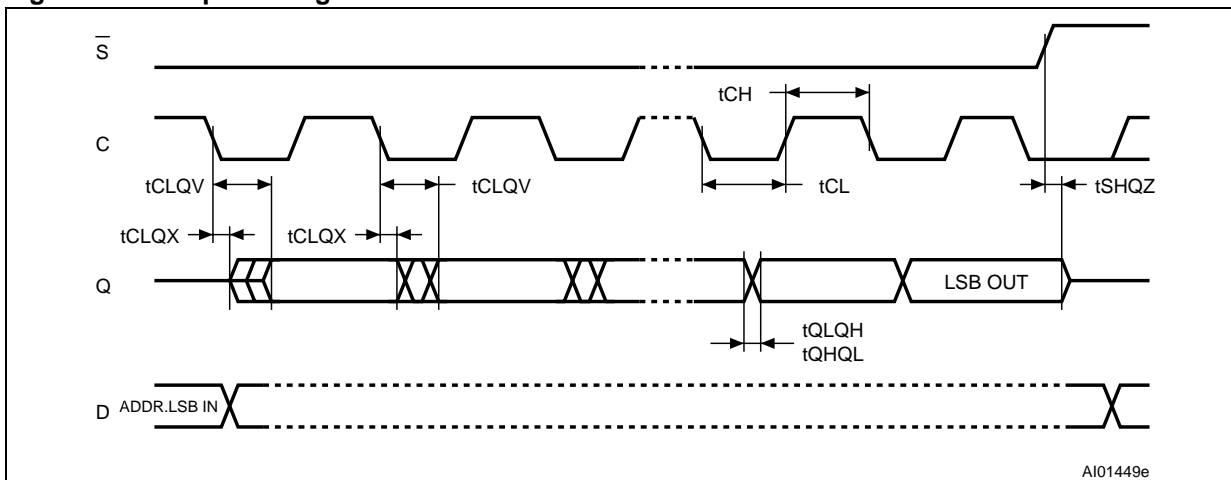 S
tCH
C
tCLQV
tCLQV
tCL
tSHQZ
tCLQX
tCLQX
Q
LSB OUT
tQLQH
tQHQL
D
ADDR.LSB IN
AI01449e